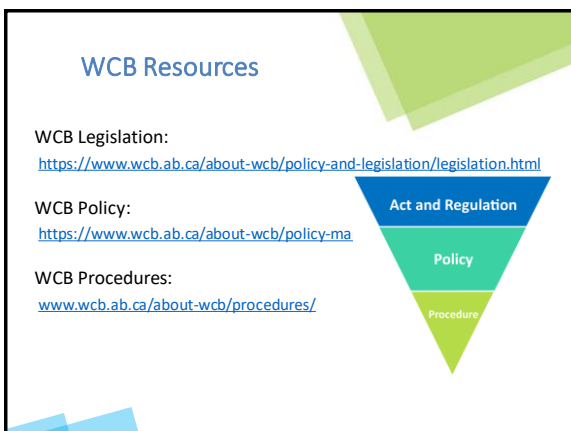 WCB Resources
WCB Legislation:
https://www.wcb.ab.ca/about-wcb/policy-and-legislation/legislation.html
WCB Policy:
https://www.wcb.ab.ca/about-wcb/policy-ma
WCB Procedures:
www.wcb.ab.ca/about-wcb/procedures/
Act and Regulation
Policy
Procedure